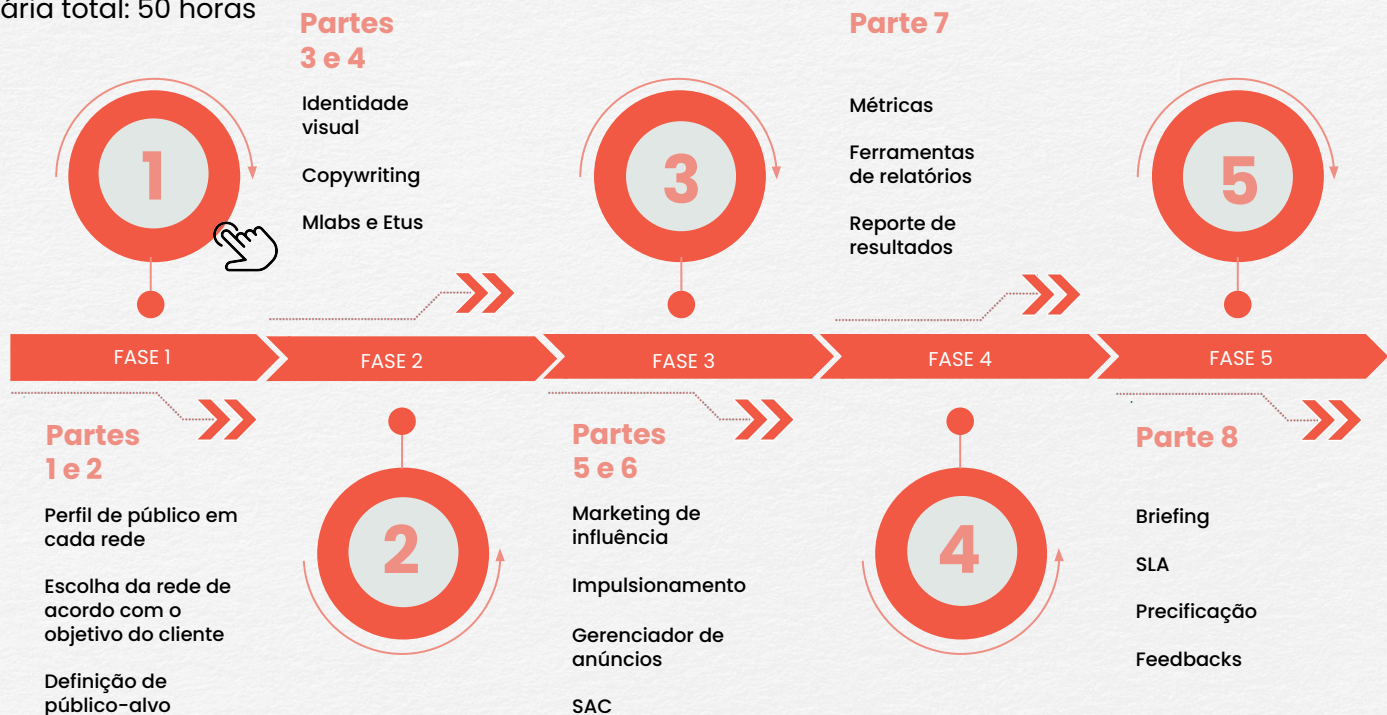 ária total: 50 horas
Partes
3 e 4
Identidade
visual
Copywriting
Mlabs e Etus
Parte 7
Métricas
Ferramentas
de relatórios
Reporte de
resultados
1
3
5
FASE 1
FASE 2
FASE 3
FASE 4
FASE 5
Partes
1 e 2
Perfil de público em
cada rede
Escolha da rede de
acordo com o
objetivo do cliente
Definição de
público-alvo
2
Partes
5 e 6
Marketing de
influência
Impulsionamento
Gerenciador de
anúncios
SAC
4
Parte 8
Briefing
SLA
Precificação
Feedbacks